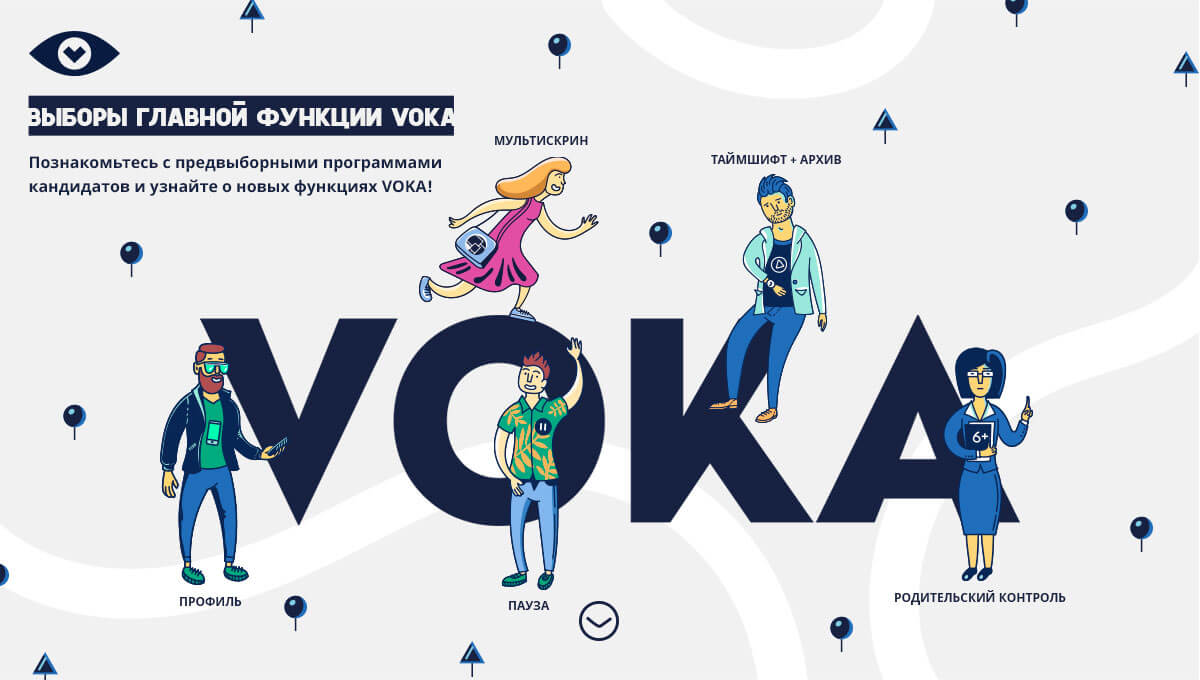 ВЫБОРЫ ГЛАВНОЙ ФУНКЦИИ VOKA
Познакомьтесь с предвыборными программами
кандидатов и узнайте о новых функциях VOKA!
МУЛЬТИСКРИН
ТАЙМШИФТ + АРХИВ
VOKA
6+
ПРОФИЛЬ
ПАУЗА
РОДИТЕЛЬСКИЙ КОНТРОЛЬ